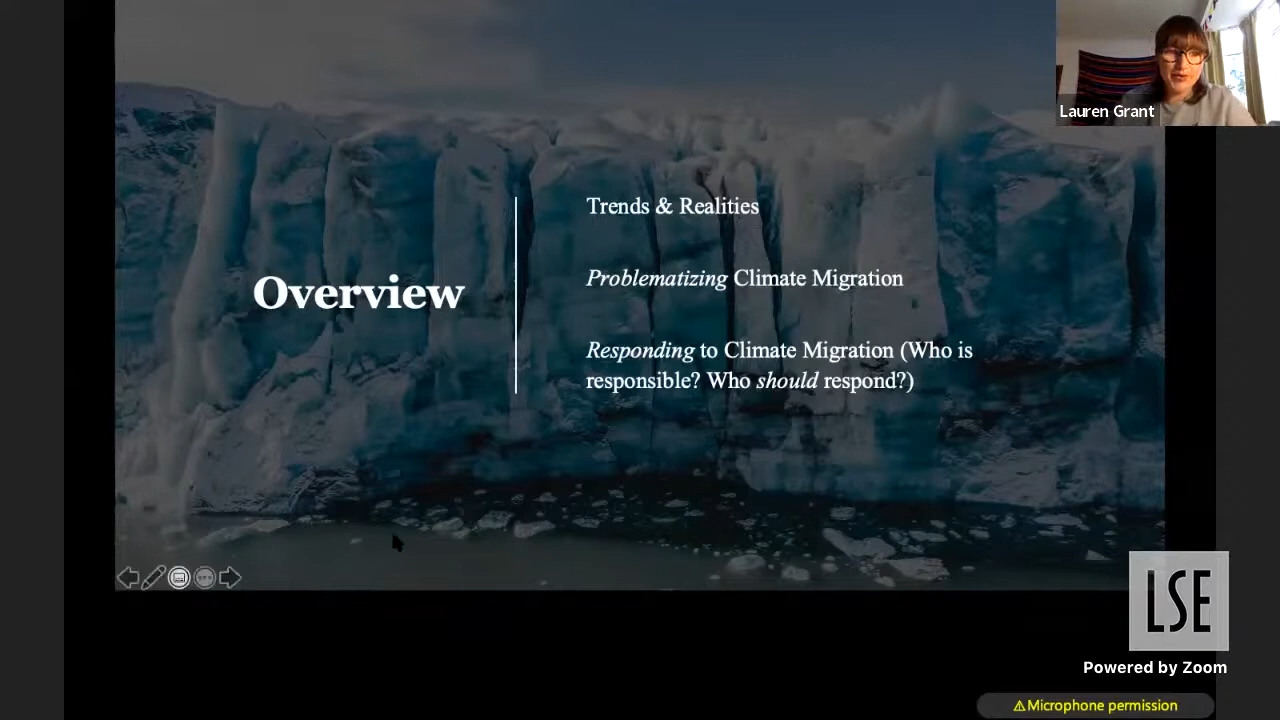 Lauren Grant
Trends & Realities
Overview
Problematizing Climate Migration
Responding to Climate Migration (Who is
responsible? Who should respond?)
LSE
Powered by Zoom
⚠Microphone permission